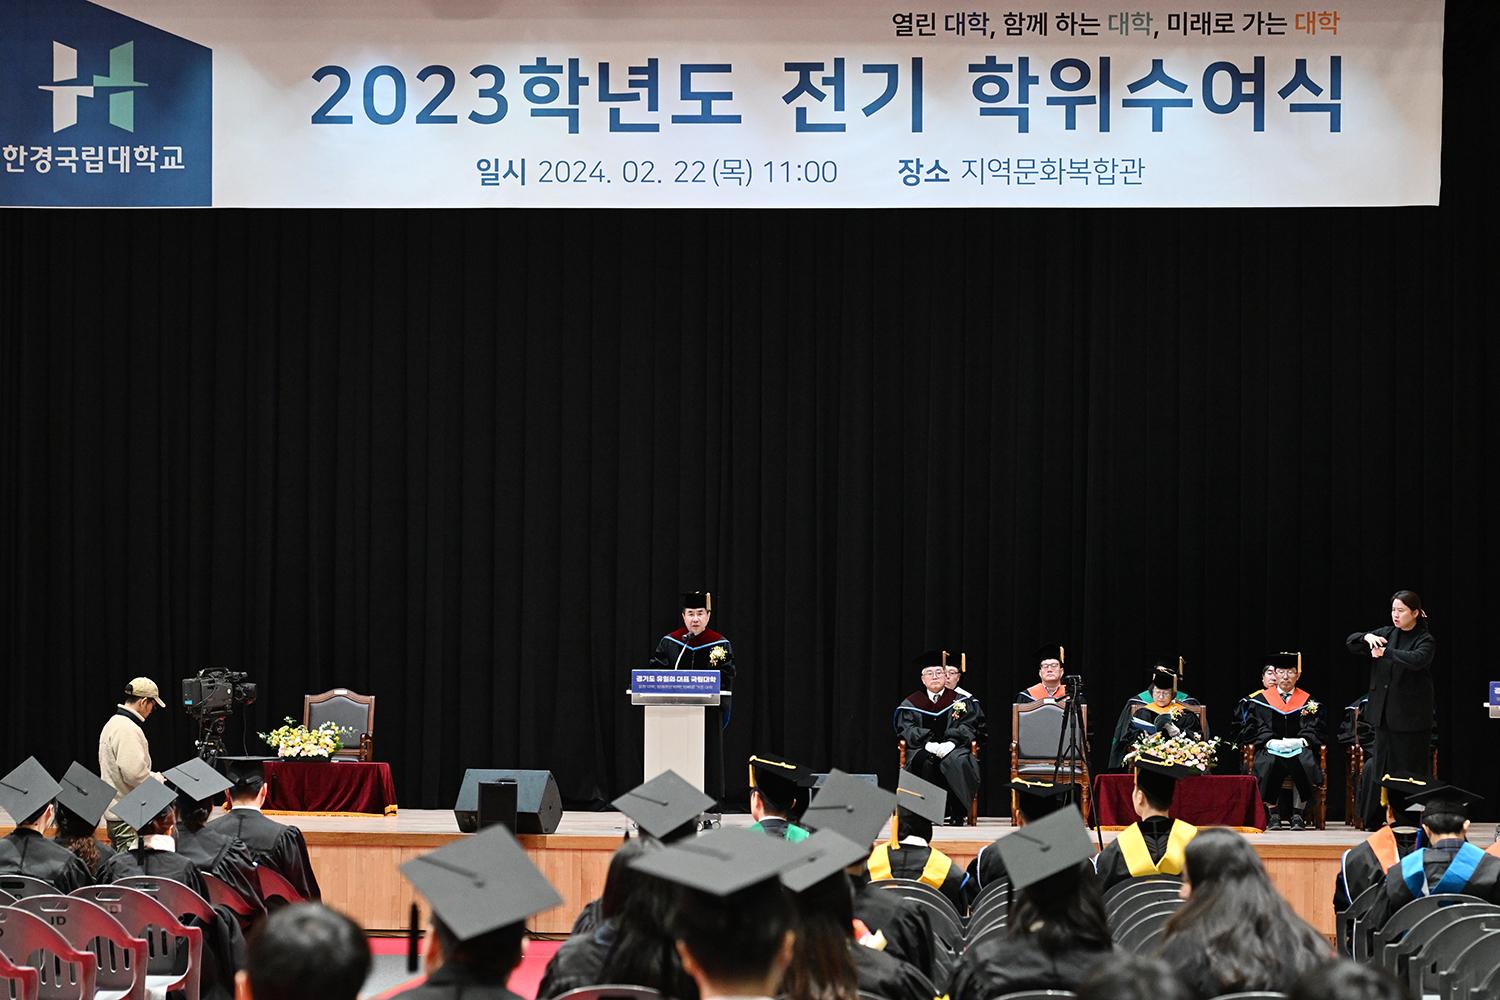 열린 대학, 함께 하는 대학, 미래로 가는 대학
2023학년도 전기 학위수여식
한경국립대학교
일시 2024. 02. 22(목) 11:00 장소 지역문화복합관
경기도 유일의 대표 국립대학
JD
JD